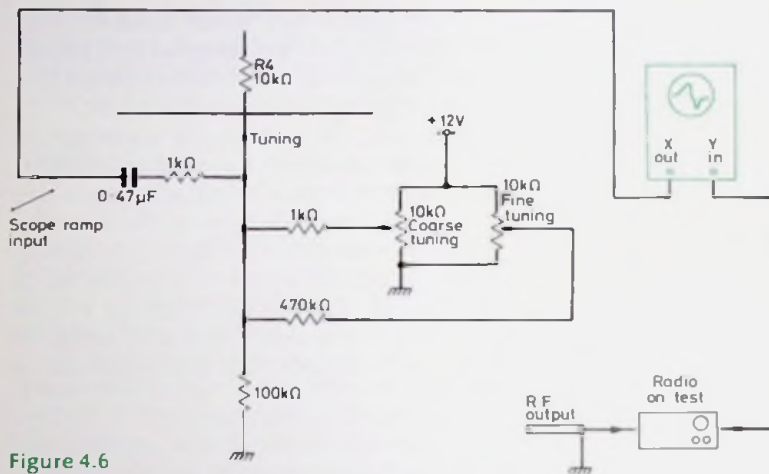 R4
10kΩ
Tuning
+12V
X
out
Y
in
1kΩ
0·47µF
10kΩ
Fine
tuning
10kΩ
Coarse
tuning
Scope ramp
input
1kΩ
470kΩ
100kΩ
RF
output
Radio
on test
Figure 4.6